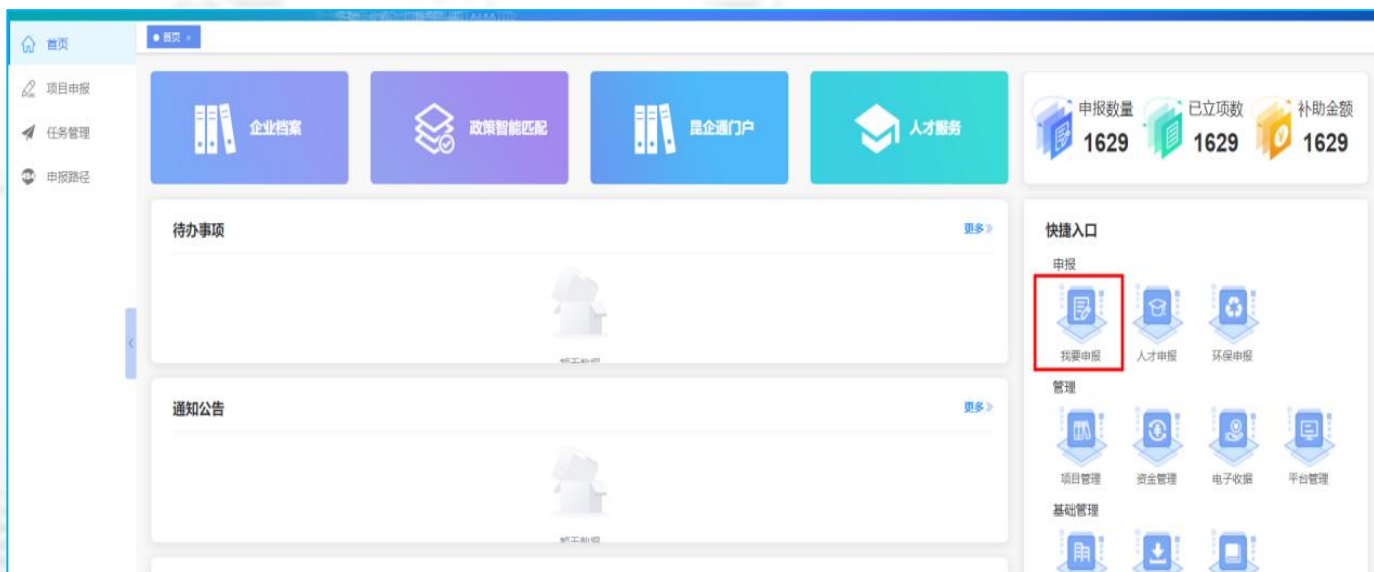 首页
项目申报
任务管理
申报路径
首页 ×
企业档案
政策智能匹配
昆企通门户
人才服务
申报数量
1629
已立项数
1629
补助金额
1629
待办事项
更多》
通知公告
更多》
快捷入口
申报
我要申报
人才申报
环保申报
管理
项目管理
资金管理
电子收据
平台管理
基础管理